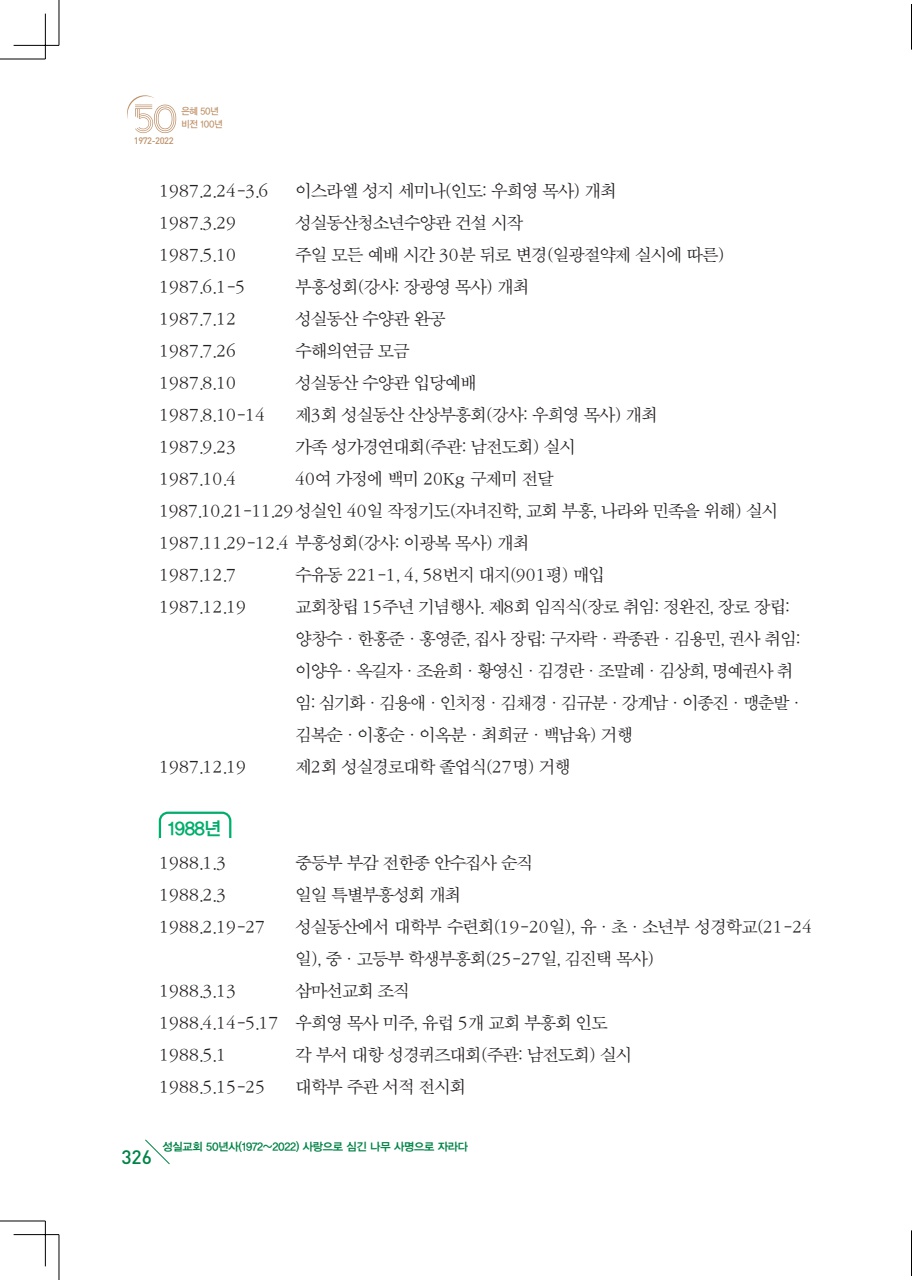 50
은혜 50년
비전 100년
1972-2022
1987.2.24-3.6 이스라엘 성지 세미나(인도: 우희영 목사) 개최
1987.3.29 성실동산청소년수양관 건설 시작
1987.5.10 주일 모든 예배 시간 30분 뒤로 변경(일광절약제 실시에 따른)
1987.6.1-5 부흥성회(강사: 장광영 목사) 개최
1987.7.12 성실동산 수양관 완공
1987.7.26 수해의연금 모금
1987.8.10 성실동산 수양관 입당예배
1987.8.10-14 제3회 성실동산 산상부흥회(강사: 우희영 목사) 개최
1987.9.23 가족 성가경연대회(주관: 남전도회) 실시
1987.10.4 40여 가정에 백미 20Kg 구제미 전달
1987.10.21-11.29 성실인 40일 작정기도(자녀진학, 교회 부흥, 나라와 민족을 위해) 실시
1987.11.29-12.4 부흥성회(강사: 이광복 목사) 개최
1987.12.7 수유동 221-1, 4, 58번지 대지(901평) 매입
1987.12.19 교회창립 15주년 기념행사. 제8회 임직식(장로 취임: 정완진, 장로 장립:
양창수 · 한홍준 · 홍영준, 집사 장립: 구자락 · 곽종관 · 김용민, 권사 취임:
이양우 · 옥길자 · 조윤희 · 황영신 · 김경란 · 조말례 · 김상희, 명예권사 취
임: 심기화 · 김용애 · 인치정 · 김채경 · 김규분 · 강계남 · 이종진 · 맹춘발 ·
김복순 · 이홍순 · 이옥분 · 최희균 · 백남육) 거행
1987.12.19 제2회 성실경로대학 졸업식(27명) 거행
1988년
1988.1.3 중등부 부감 전한종 안수집사 순직
1988.2.3 일일 특별부흥성회 개최
1988.2.19-27 성실동산에서 대학부 수련회(19-20일), 유 · 초 · 소년부 성경학교(21-24
일), 중 · 고등부 학생부흥회(25-27일, 김진택 목사)
1988.3.13 삼마선교회 조직
1988.4.14-5.17 우희영 목사 미주, 유럽 5개 교회 부흥회 인도
1988.5.1 각 부서 대항 성경퀴즈대회(주관: 남전도회) 실시
1988.5.15-25 대학부 주관 서적 전시회
326 성실교회 50년사(1972~2022) 사랑으로 심긴 나무 사명으로 자라다